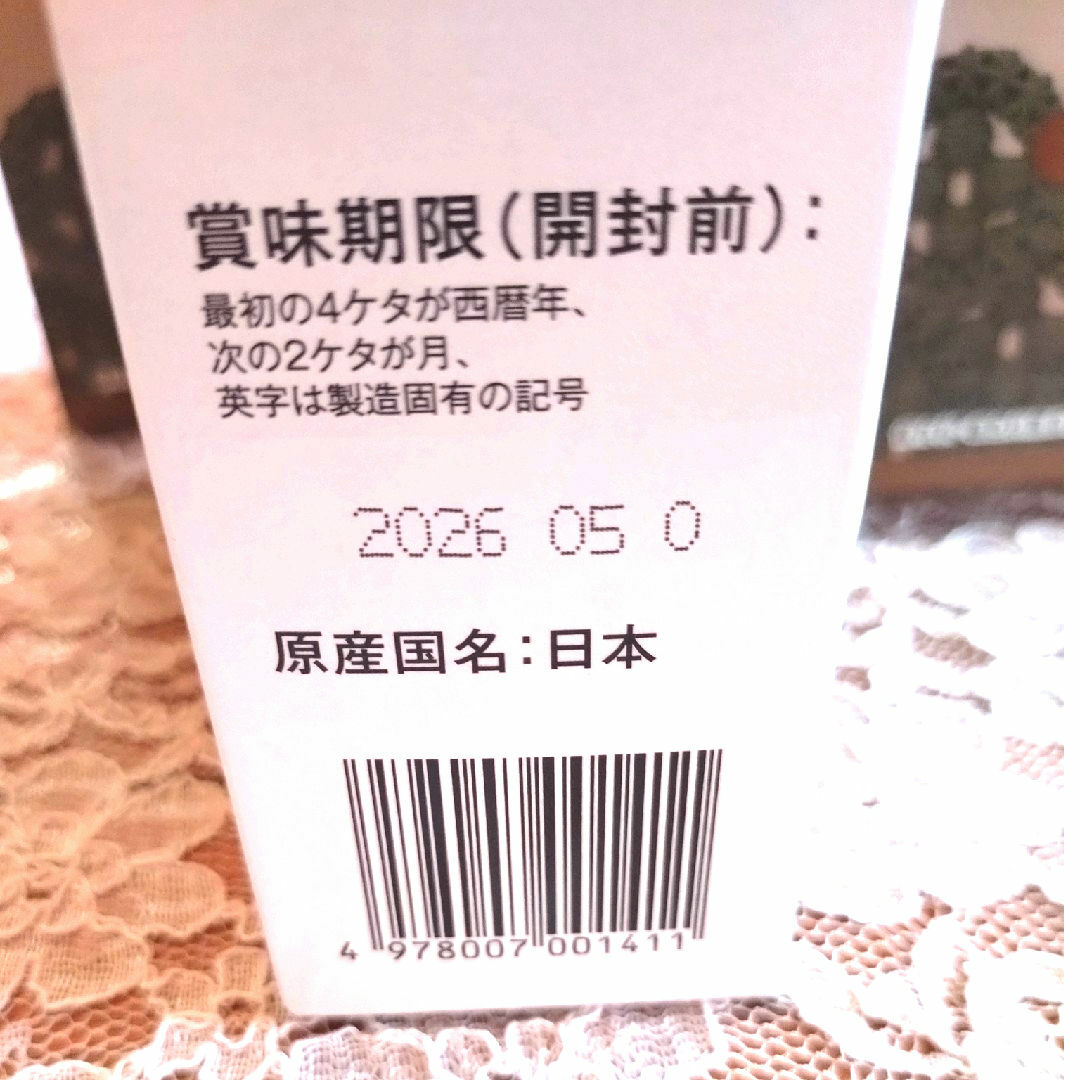 賞味期限(開封前):
最初の4ケタが西暦年、
次の2ケタが月、
英字は製造固有の記号
2026 05 O
原産国名:日本
4 978007 001411